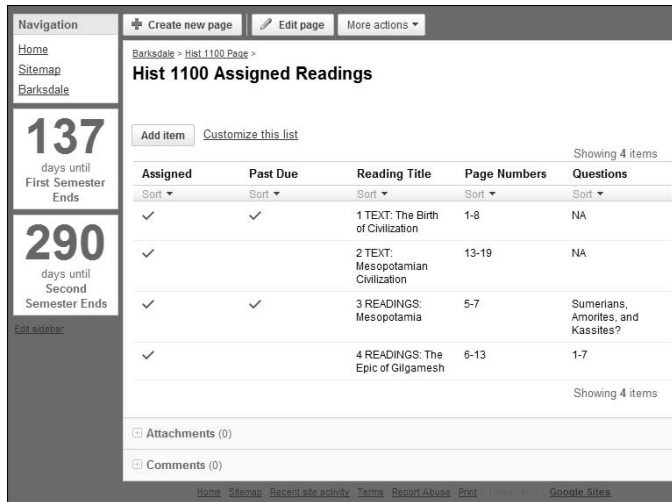 Navigation
Home
Sitemap
Barksdale
137
days until
First Semester
Ends
290
days until
Second
Semester Ends
Edit sidebar
Create new page
Edit page
More actions
Barksdale > Hist 1100 Page >
Hist 1100 Assigned Readings
Add item
Customize this list
Showing 4 items
Assigned Past Due Reading Title Page Numbers Questions
Sort Sort Sort Sort Sort
1 TEXT: The Birth 1-8 NA
of Civilization
2 TEXT: 13-19 NA
Mesopotamian
Civilization
3 READINGS: 5-7 Sumerians,
Mesopotamia Amorites, and
Kassites?
4 READINGS: The 6-13 1-7
Epic of Gilgamesh
Showing 4 items
Attachments (0)
Comments (0)
Home Sitemap Recent site activity Terms Report Abuse Print Google Sites